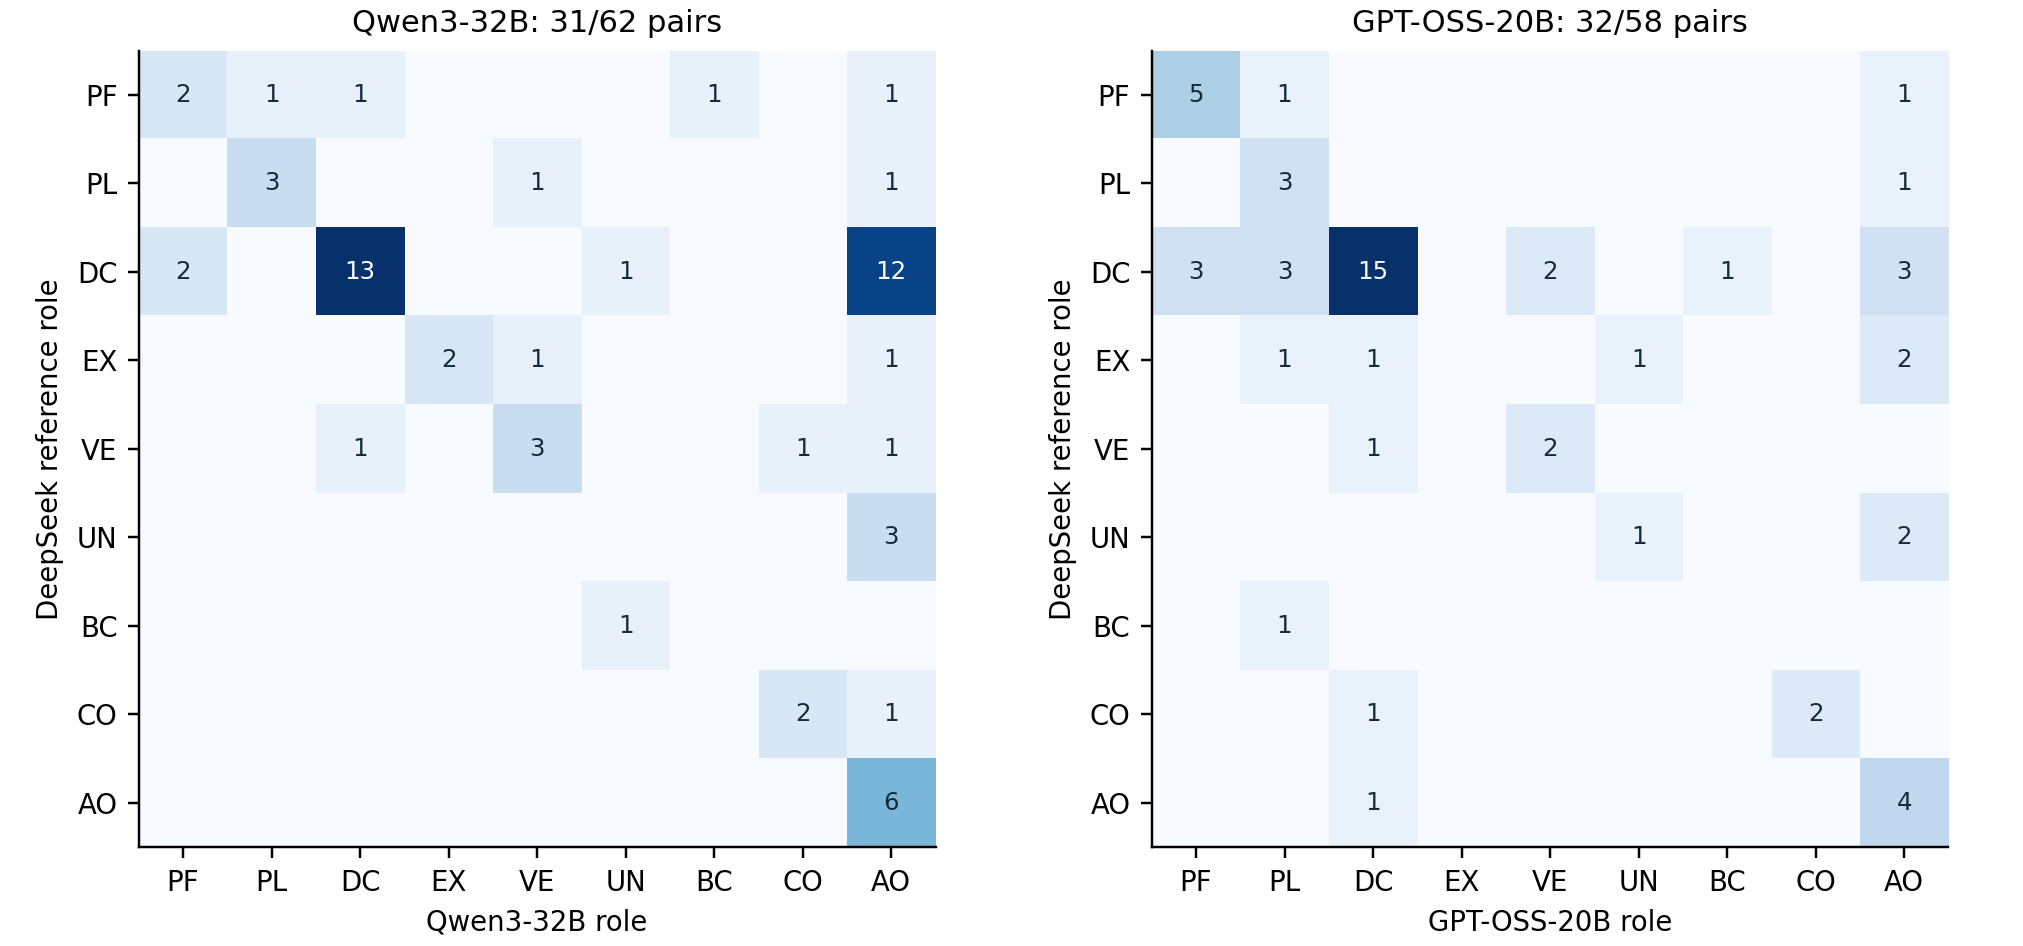 Qwen3-32B: 31/62 pairs
PF 2 1 1 1 1
PL 3 1 1
DC 2 13 1 12
EX 2 1 1
VE 1 3 1 1
UN 3
BC 1
CO 2 1
AO 6
DeepSeek reference role
PF PL DC EX VE UN BC CO AO
Qwen3-32B role
GPT-OSS-20B: 32/58 pairs
PF 5 1 1
PL 3 1
DC 3 3 15 2 1 3
EX 1 1 1 2
VE 1 2
UN 1 2
BC 1
CO 1 2
AO 1 4
DeepSeek reference role
PF PL DC EX VE UN BC CO AO
GPT-OSS-20B role